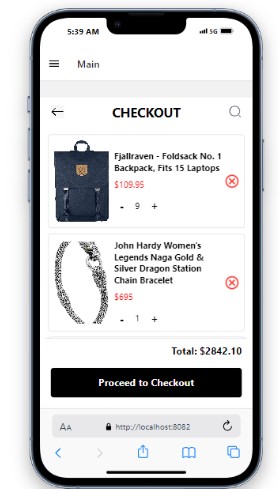 5:39 AM
5G
Main
CHECKOUT
Fjallraven - Foldsack No. 1
Backpack, Fits 15 Laptops
$109.95
- 9 +
John Hardy Women's
Legends Naga Gold &
Silver Dragon Station
Chain Bracelet
$695
- 1 +
Total: $2842.10
Proceed to Checkout
AA
http://localhost:8082